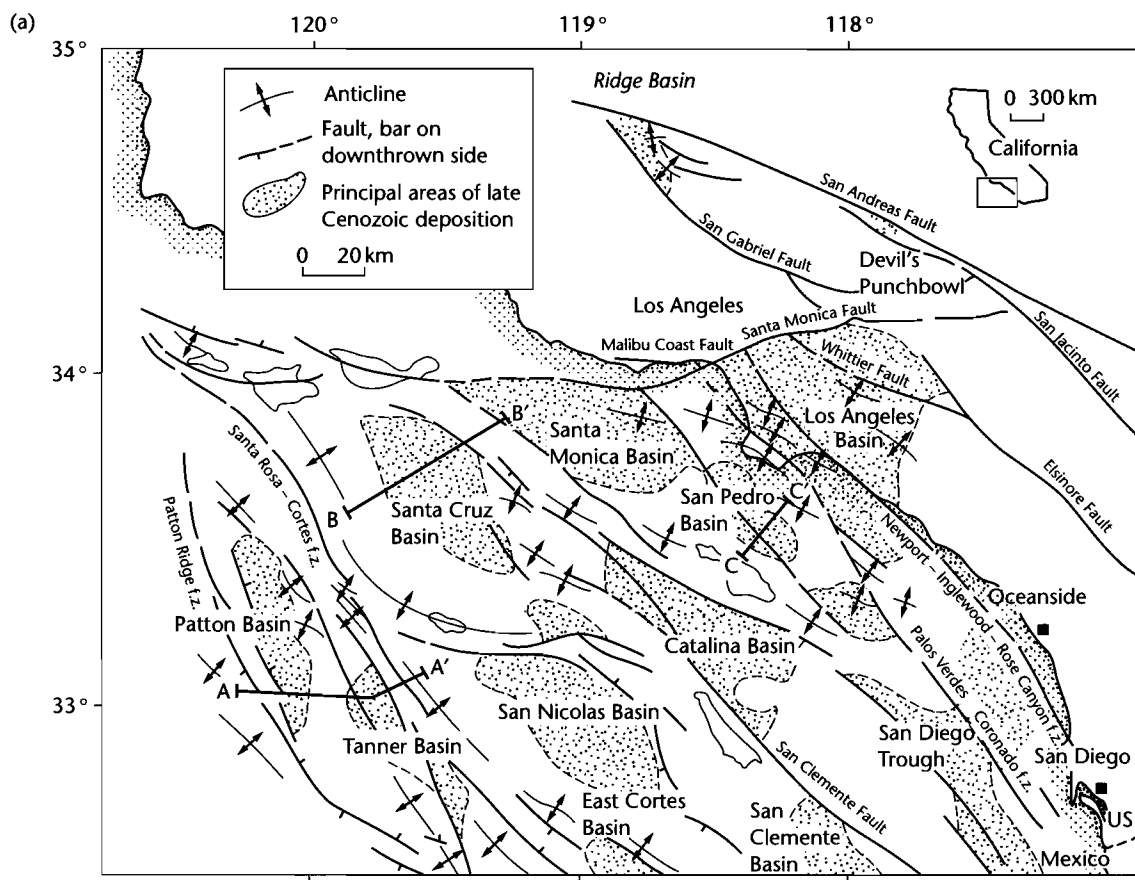 (a)
120°
119°
118°
35°
34°
33°
Anticline
Fault, bar on
downthrown side
Principal areas of late
Cenozoic deposition
0 20 km
Ridge Basin
0 300 km
California
San Andreas Fault
San Gabriel Fault
Devil's
Punchbowl
San Jacinto Fault
Los Angeles
Santa Monica Fault
Malibu Coast Fault
Whittier Fault
Los Angeles
Basin
Elsinore Fault
B'
Santa
Monica Basin
Santa Rosa – Cortes f.z.
B
Santa Cruz
Basin
San Pedro
Basin
C'
C
Patton Ridge f.z.
Newport – Inglewood – Rose Canyon f.z.
Oceanside
Patton Basin
Catalina Basin
Palos Verdes – Coronado f.z.
A
A'
San Nicolas Basin
San Diego
Trough
San Diego
Tanner Basin
San Clemente Fault
East Cortes
Basin
San
Clemente
Basin
US
Mexico